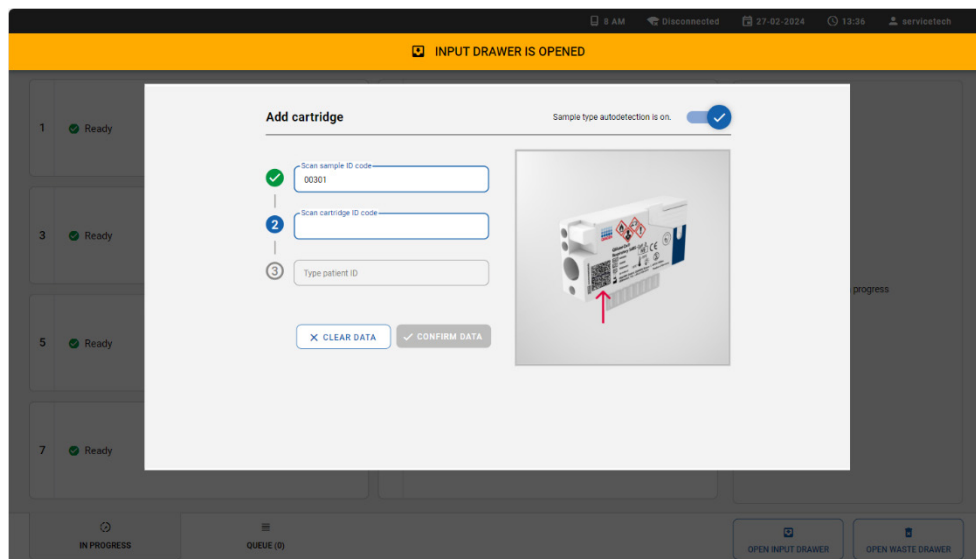 8 AM Disconnected 27-02-2024 13:36 servicetech
INPUT DRAWER IS OPENED
Add cartridge
Sample type autodetection is on.
1 Ready
Scan sample ID code
00301
Scan cartridge ID code
2
3 Ready
3 Type patient ID
progress
CLEAR DATA CONFIRM DATA
5 Ready
7 Ready
IN PROGRESS
QUEUE (0)
OPEN INPUT DRAWER
OPEN WASTE DRAWER